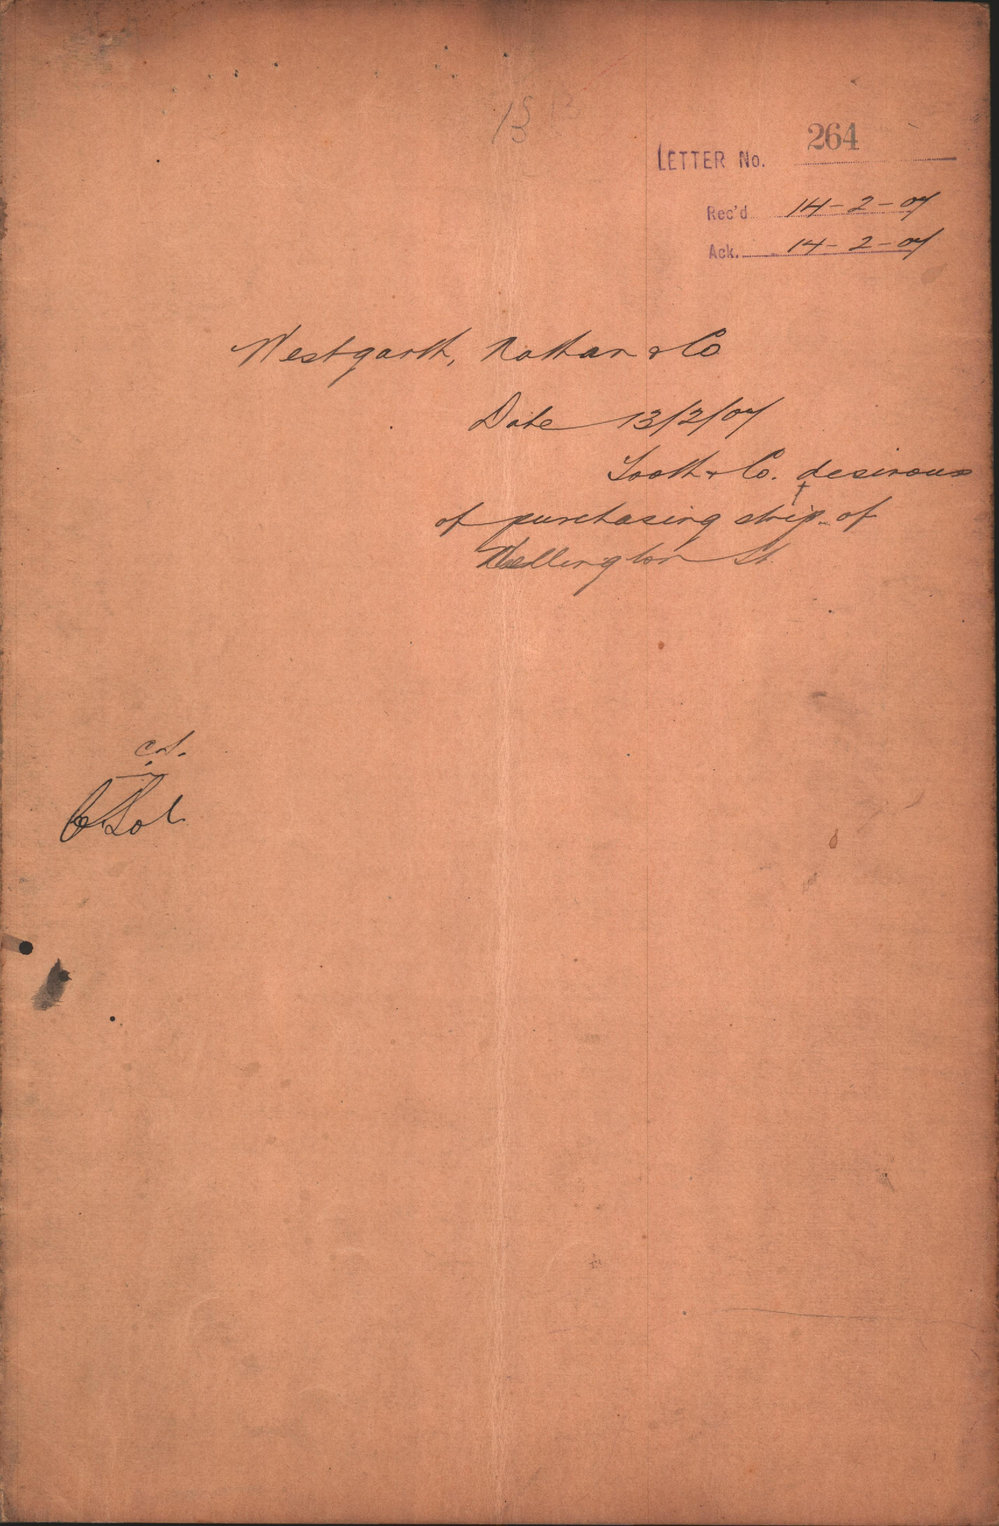 13
LETTER No. 264
Rec'd 14-2-07
Ack. 14-2-07
Westgarth, Nathan & Co
Date 13/2/07
Tooth & Co. desirous
of purchasing strip of
Wellington St.
C.S.